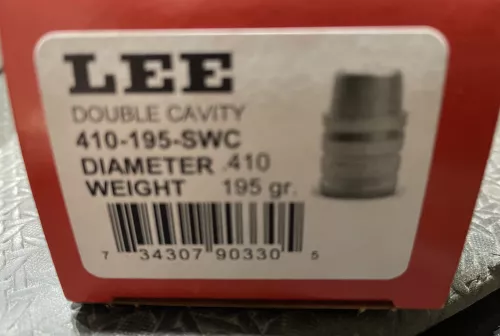 LEE
DOUBLE CAVITY
410-195-SWC
DIAMETER .410
WEIGHT 195 gr.
7 34307 90330 5